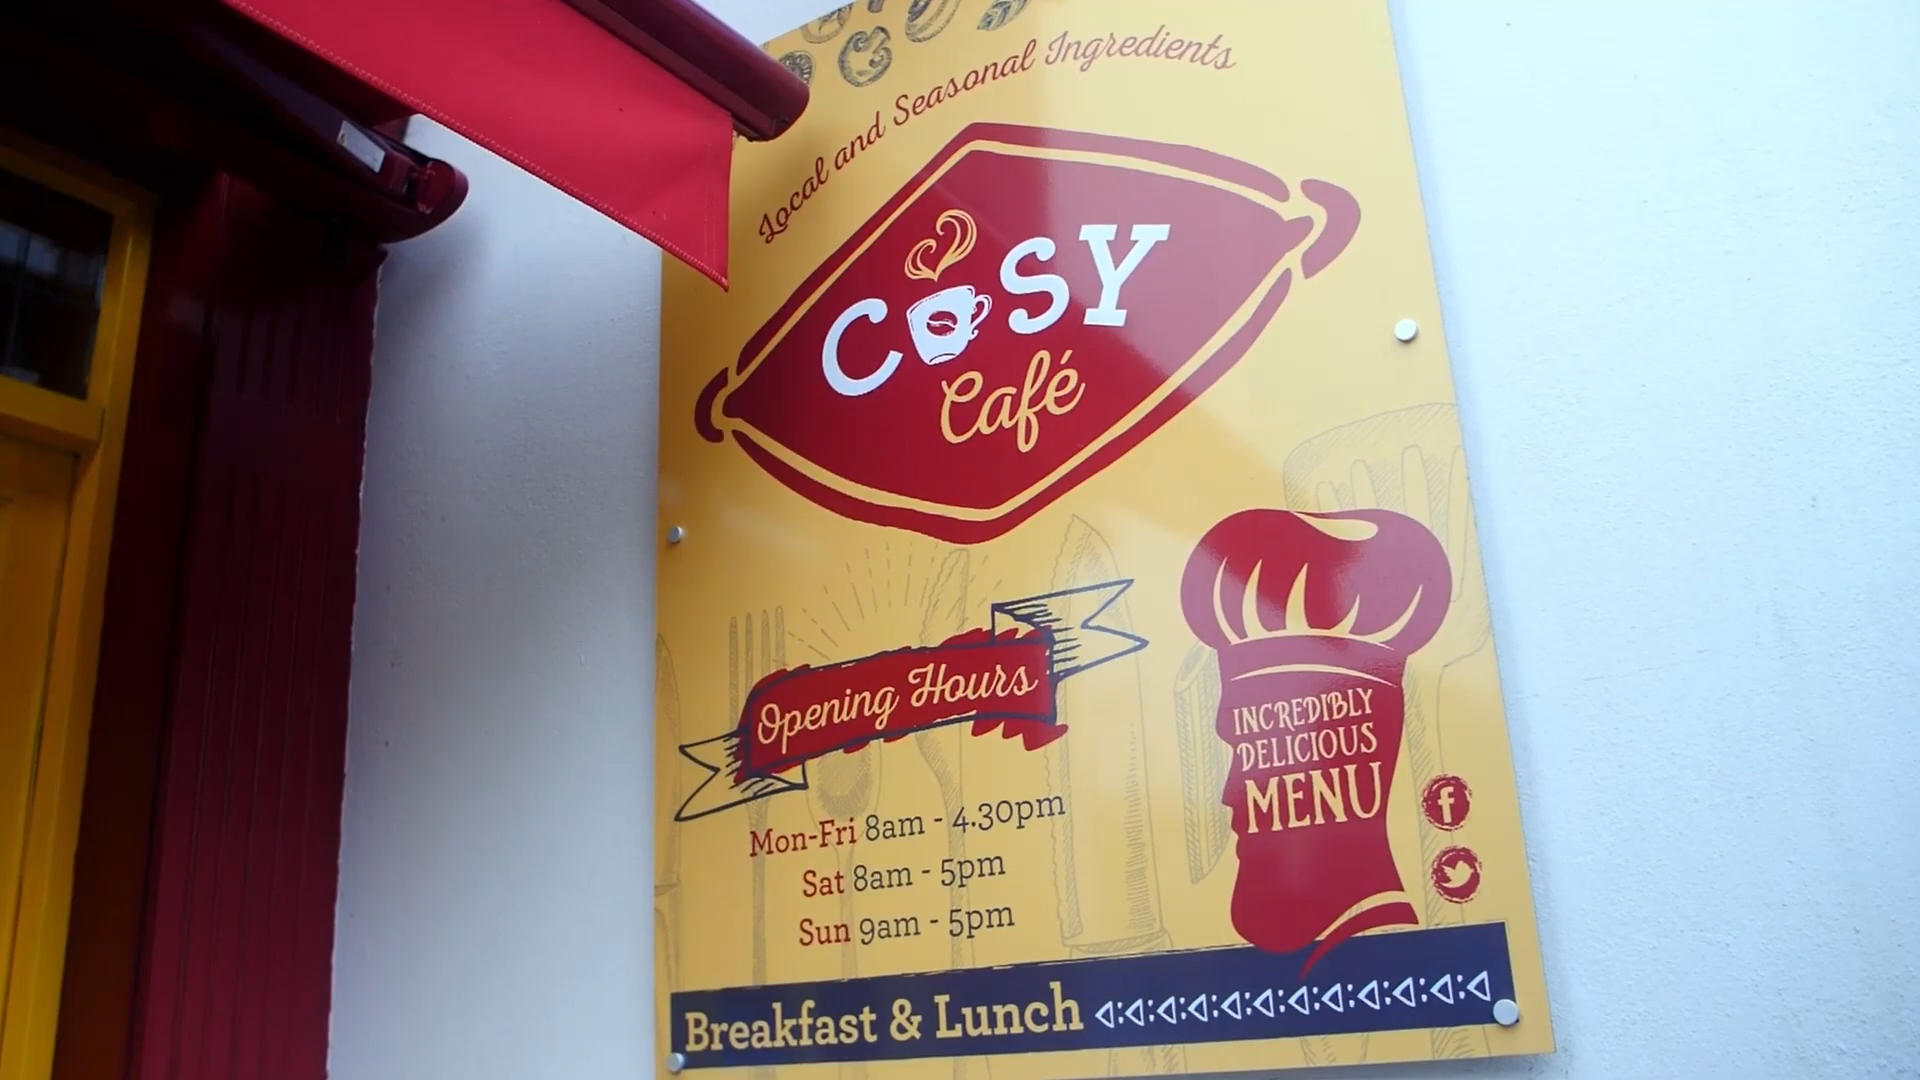 Local and Seasonal Ingredients
COSY
Café
Opening Hours
Mon-Fri 8am - 4.30pm
Sat 8am - 5pm
Sun 9am - 5pm
INCREDIBLY
DELICIOUS
MENU
f
Breakfast & Lunch